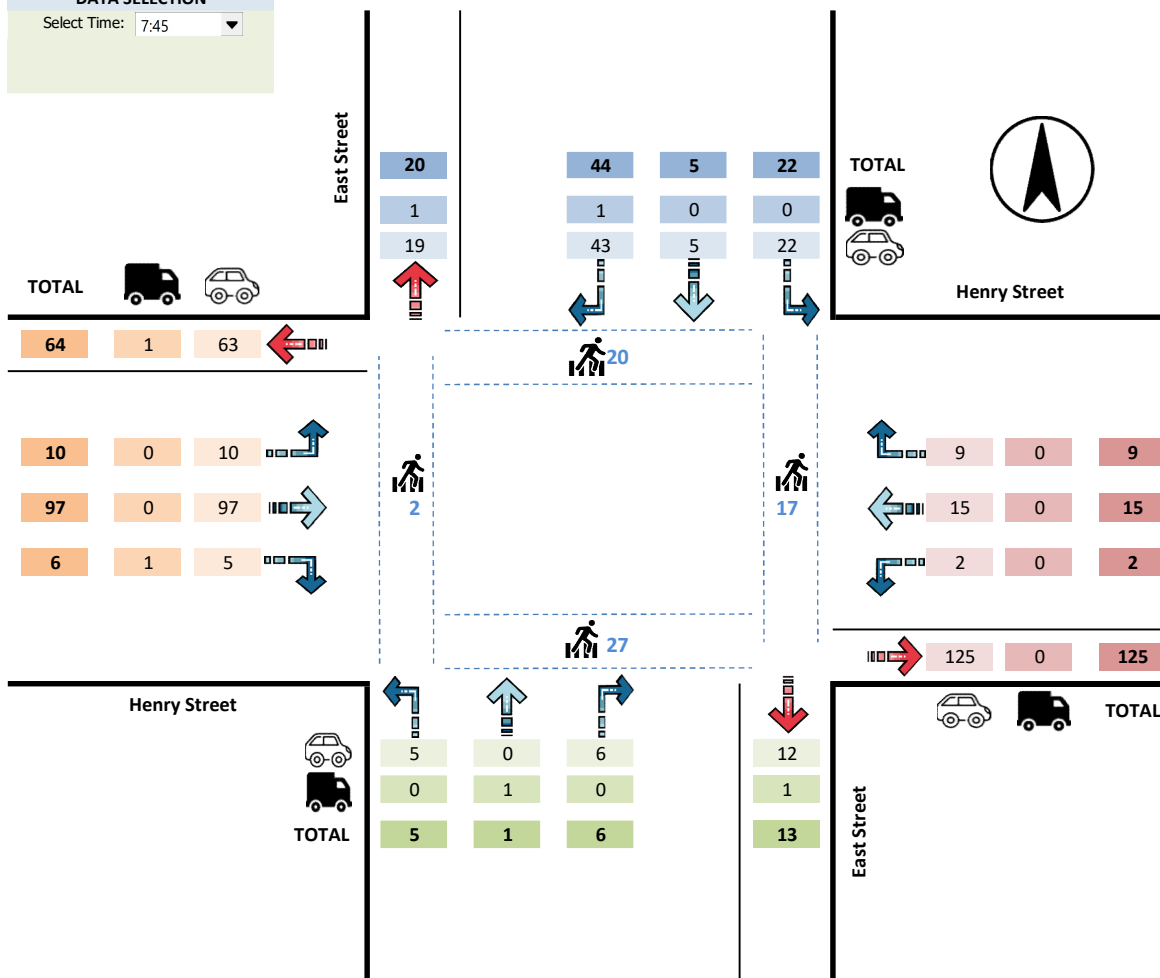 DATA SELECTION
Select Time: 7:45
East Street
20 44 5 22 TOTAL
1 1 0 0
19 43 5 22
TOTAL
Henry Street
64 1 63
20
10 0 10 9 0 9
2 17
97 0 97 15 0 15
6 1 5 2 0 2
27
125 0 125
Henry Street
TOTAL
5 0 6 12
0 1 0 1
TOTAL 5 1 6 13
East Street